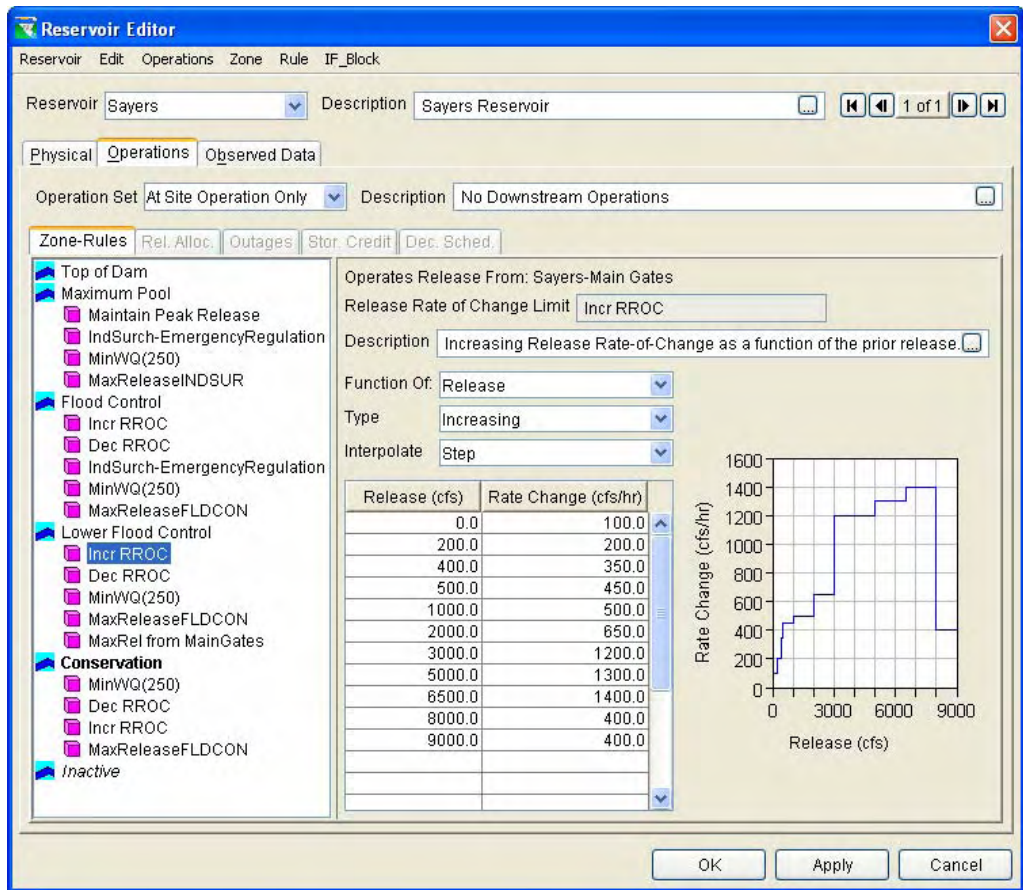 Reservoir Editor
Reservoir Edit Operations Zone Rule IF_Block
Reservoir Sayers Description Sayers Reservoir ... 1 of 1
Physical Operations Observed Data
Operation Set At Site Operation Only Description No Downstream Operations ...
Zone-Rules Rel. Alloc. Outages Stor. Credit Dec. Sched.
Top of Dam
Maximum Pool
Maintain Peak Release
IndSurch-EmergencyRegulation
MinWQ(250)
MaxReleaseINDSUR
Flood Control
Incr RROC
Dec RROC
IndSurch-EmergencyRegulation
MinWQ(250)
MaxReleaseFLDCON
Lower Flood Control
Incr RROC
Dec RROC
MinWQ(250)
MaxReleaseFLDCON
MaxRel from MainGates
Conservation
MinWQ(250)
Dec RROC
Incr RROC
MaxReleaseFLDCON
Inactive
Operates Release From: Sayers-Main Gates
Release Rate of Change Limit Incr RROC
Description Increasing Release Rate-of-Change as a function of the prior release. ...
Function Of: Release
Type Increasing
Interpolate Step
Release (cfs) Rate Change (cfs/hr)
0.0 100.0
200.0 200.0
400.0 350.0
500.0 450.0
1000.0 500.0
2000.0 650.0
3000.0 1200.0
5000.0 1300.0
6500.0 1400.0
8000.0 400.0
9000.0 400.0
Rate Change (cfs/hr)
1600
1400
1200
1000
800
600
400
200
0
0 3000 6000 9000
Release (cfs)
OK Apply Cancel